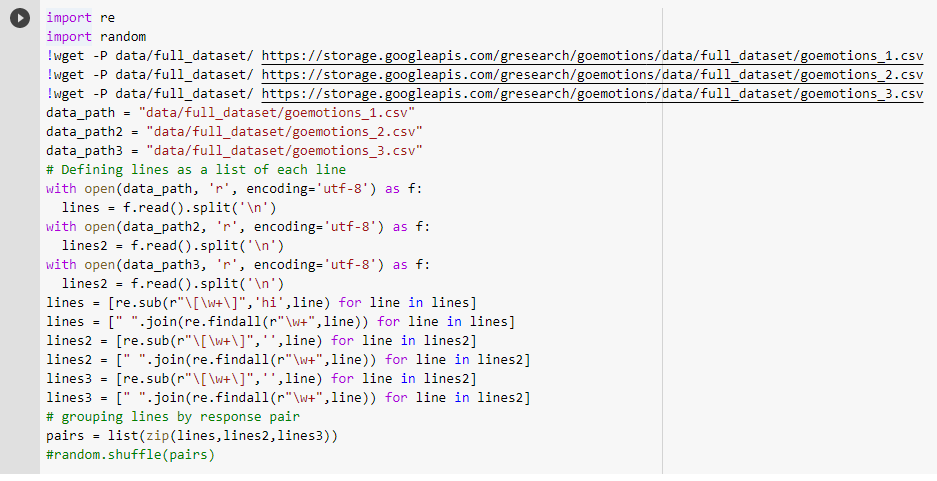 import re
import random
!wget -P data/full_dataset/ https://storage.googleapis.com/gresearch/goemotions/data/full_dataset/goemotions_1.csv
!wget -P data/full_dataset/ https://storage.googleapis.com/gresearch/goemotions/data/full_dataset/goemotions_2.csv
!wget -P data/full_dataset/ https://storage.googleapis.com/gresearch/goemotions/data/full_dataset/goemotions_3.csv
data_path = "data/full_dataset/goemotions_1.csv"
data_path2 = "data/full_dataset/goemotions_2.csv"
data_path3 = "data/full_dataset/goemotions_3.csv"
# Defining lines as a list of each line
with open(data_path, 'r', encoding='utf-8') as f:
  lines = f.read().split('\n')
with open(data_path2, 'r', encoding='utf-8') as f:
  lines2 = f.read().split('\n')
with open(data_path3, 'r', encoding='utf-8') as f:
  lines2 = f.read().split('\n')
lines = [re.sub(r"\[\w+\]",'hi',line) for line in lines]
lines = [" ".join(re.findall(r"\w+",line)) for line in lines]
lines2 = [re.sub(r"\[\w+\]",'',line) for line in lines2]
lines2 = [" ".join(re.findall(r"\w+",line)) for line in lines2]
lines3 = [re.sub(r"\[\w+\]",'',line) for line in lines2]
lines3 = [" ".join(re.findall(r"\w+",line)) for line in lines2]
# grouping lines by response pair
pairs = list(zip(lines,lines2,lines3))
#random.shuffle(pairs)